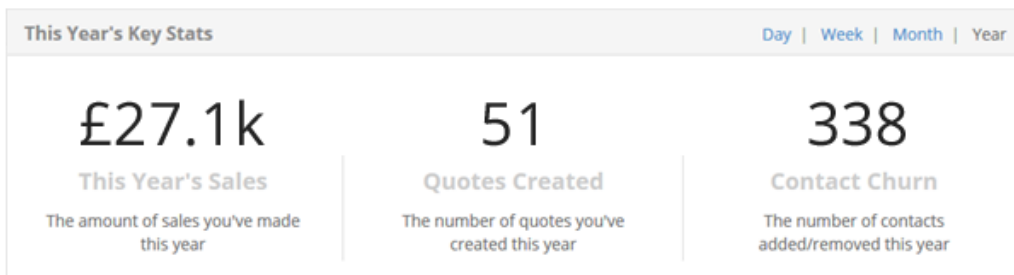 This Year's Key Stats
Day | Week | Month | Year
£27.1k
This Year's Sales
The amount of sales you've made
this year
51
Quotes Created
The number of quotes you've
created this year
338
Contact Churn
The number of contacts
added/removed this year